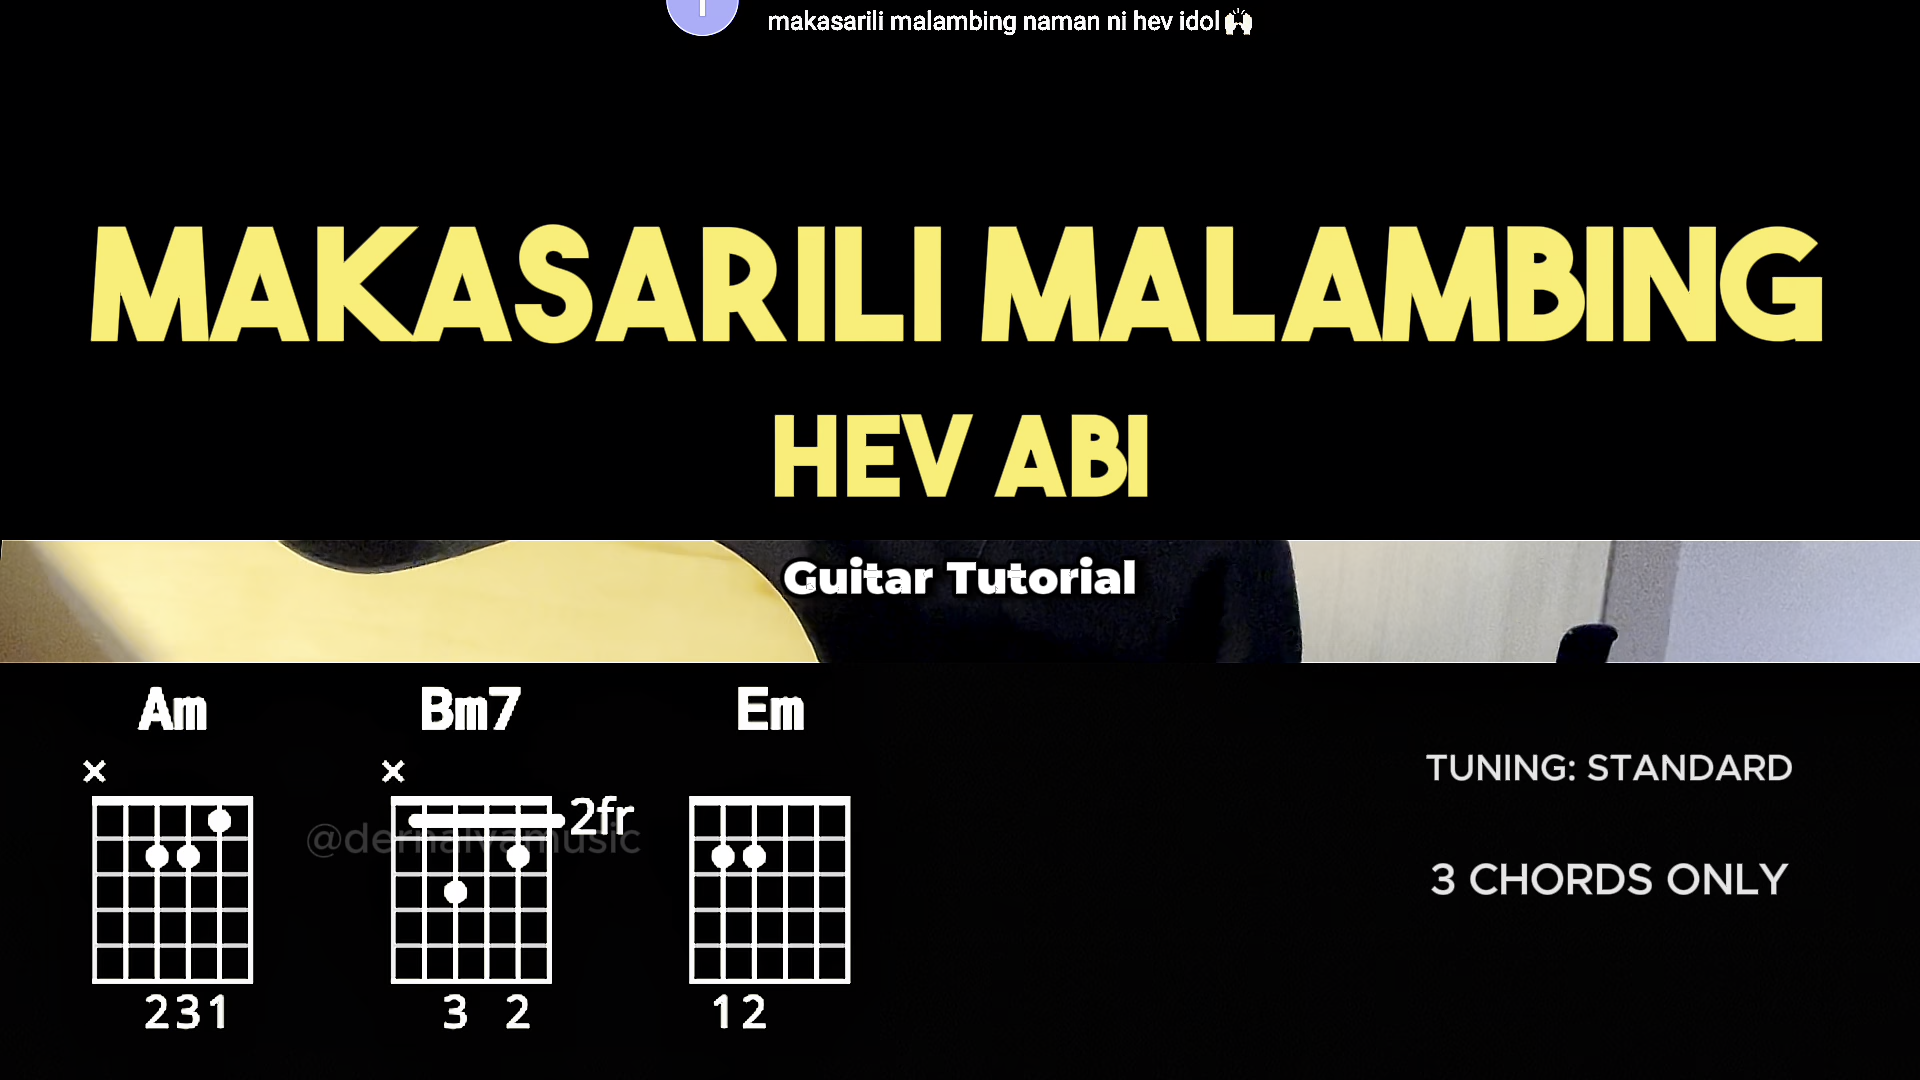 makasarili malambing naman ni hev idol🙌
MAKASARILI MALAMBING
HEV ABI
Guitar Tutorial
Am Bm7 Em
× ×
2fr
@dernalvamusic
231 3 2 12
TUNING: STANDARD
3 CHORDS ONLY